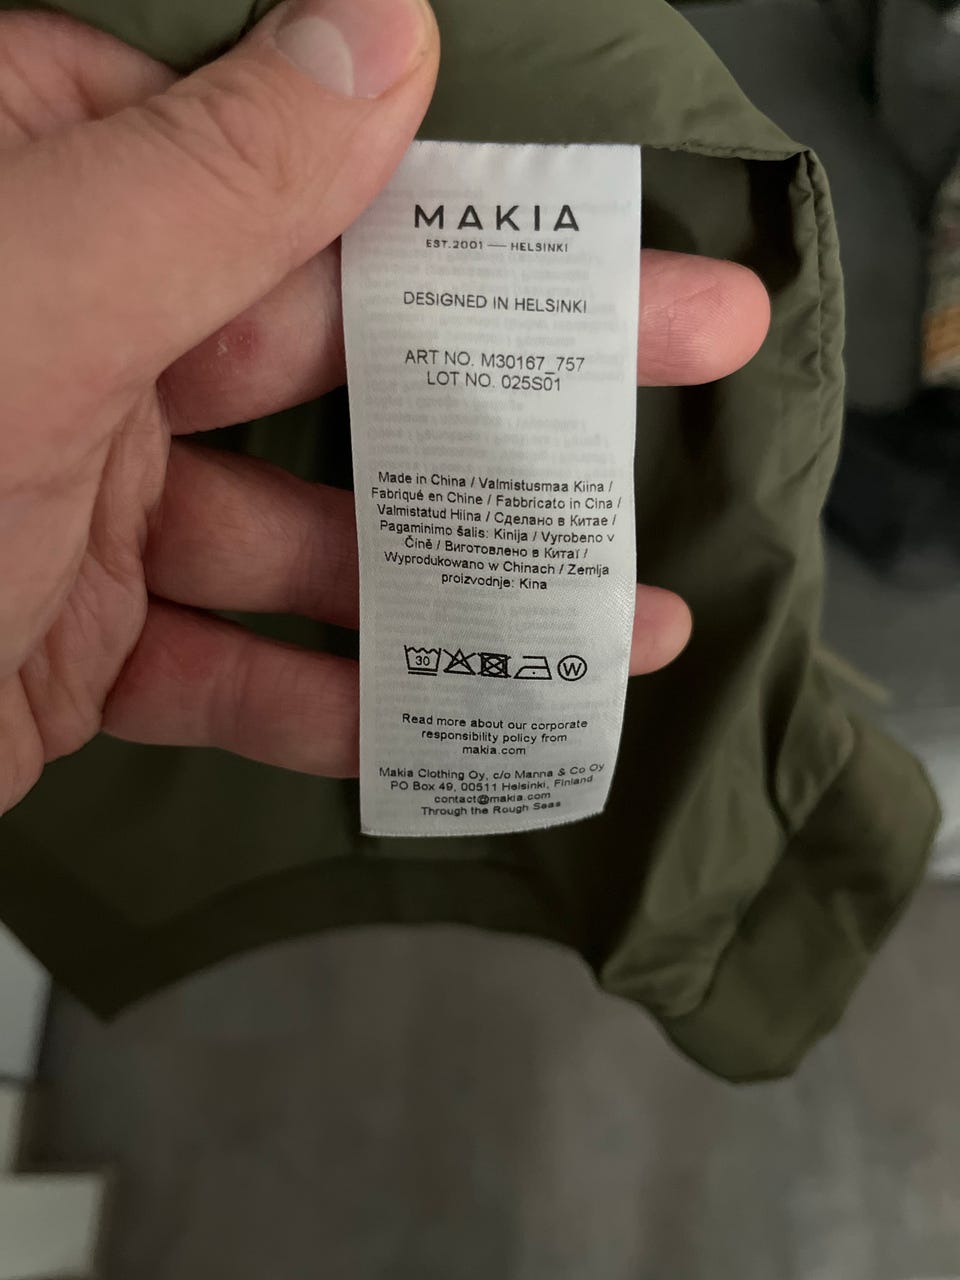 MAKIA
EST.2001 — HELSINKI
DESIGNED IN HELSINKI
ART NO. M30167_757
LOT NO. 025S01
Made in China / Valmistusmaa Kiina /
Fabriqué en Chine / Fabbricato in Cina /
Valmistatud Hiina / Сделано в Китае /
Pagaminimo šalis: Kinija / Vyrobeno v
Číně / Виготовлено в Китаї /
Wyprodukowano w Chinach / Zemlja
proizvodnje: Kina
30 W
Read more about our corporate
responsibility policy from
makia.com
Makia Clothing Oy, c/o Manna & Co Oy
PO Box 49, 00511 Helsinki, Finland
contact@makia.com
Through the Rough Seas